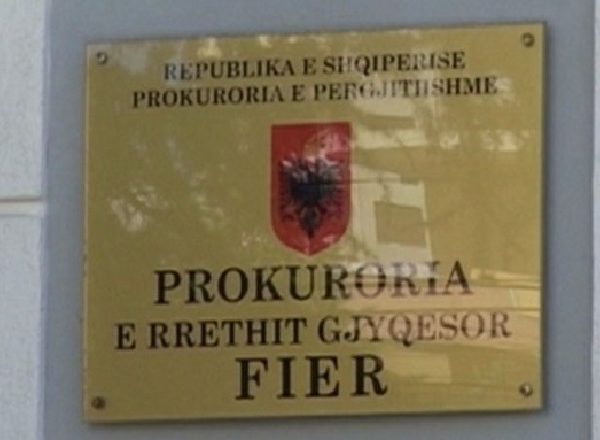 REPUBLIKA E SHQIPERISE
PROKURORIA E PERGJITHSHME
PROKURORIA
E RRETHIT GJYQESOR
FIER